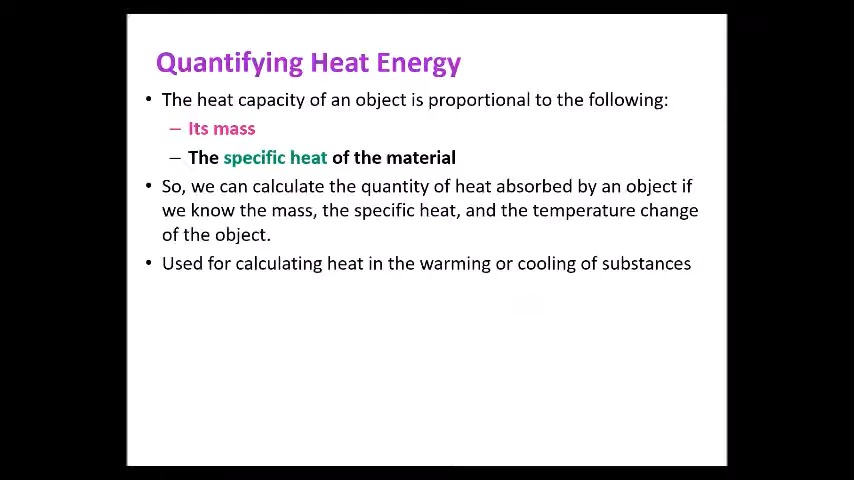 Quantifying Heat Energy
• The heat capacity of an object is proportional to the following:
– Its mass
– The specific heat of the material
• So, we can calculate the quantity of heat absorbed by an object if
we know the mass, the specific heat, and the temperature change
of the object.
• Used for calculating heat in the warming or cooling of substances